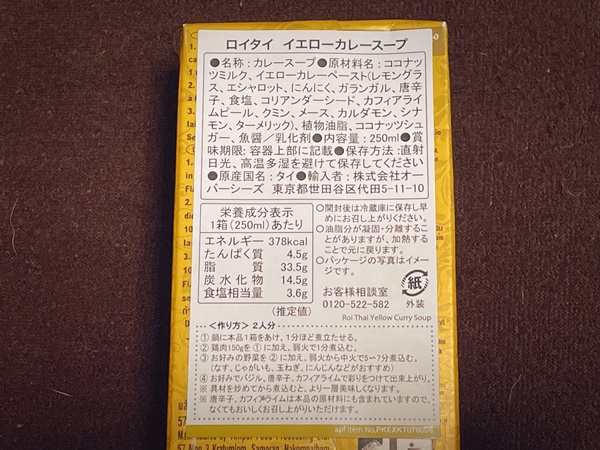 ロイタイ イエローカレースープ
●名称:カレースープ●原材料名:ココナッ
ツミルク、イエローカレーペースト(レモングラ
ス、エシャロット、にんにく、ガランガル、唐辛
子、食塩、コリアンダーシード、カフィアライ
ムピール、クミン、メース、カルダモン、シナ
モン、ターメリック)、植物油脂、ココナッツシュ
ガー、魚醤/乳化剤●内容量:250ml●賞
味期限:容器上部に記載●保存方法:直射
日光、高温多湿を避けて保存してください
●原産国名:タイ●輸入者:株式会社オー
バーシーズ 東京都世田谷区代田5-11-10
栄養成分表示
1箱(250ml)あたり
エネルギー 378kcal
たんぱく質 4.5g
脂質 33.5g
炭水化物 14.5g
食塩相当量 3.6g
(推定値)
○開封後は冷蔵庫に保存し早
めにお召し上がりください。
○油脂分が凝固・分離すること
がありますが、加熱すること
で元に戻ります。
○パッケージの写真はイメー
ジです。
お客様相談室
0120-522-582
紙
外装
Roi Thai Yellow Curry Soup
<作り方> 2人分
① 鍋に本品1箱をあけ、1分ほど煮立たせる。
② 鶏肉150gを ① に加え、弱火で1分煮込む。
③ お好みの野菜を ② に加え、弱火から中火で5~7分煮込む。
(なす、じゃがいも、玉ねぎ、にんじんなどがおすすめ)
④ お好みでバジル、唐辛子、カフィアライムで彩りをつけて出来上がり。
※ 具材を炒めてから煮込むと、より一層美味しくなります。
※ 唐辛子、カフィアライムは本品の原材料にも含まれていますので、
なくてもおいしくお召し上がりいただけます。
apf item No.PKEXKT078006